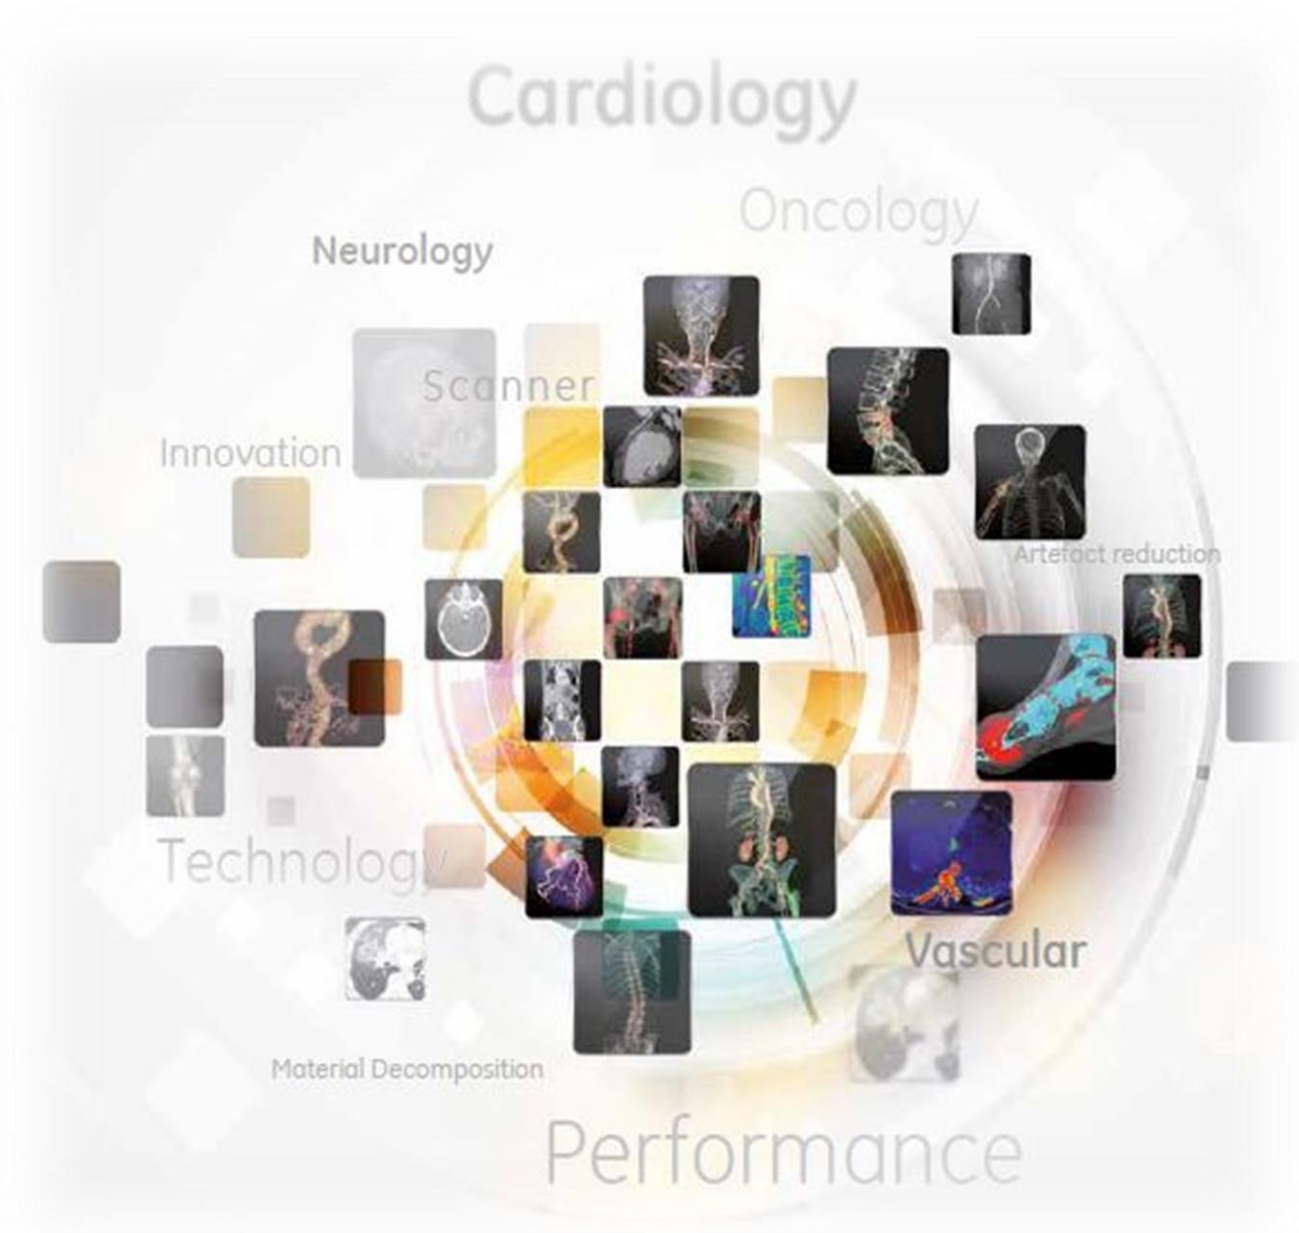 Cardiology
Oncology
Neurology
Scanner
Innovation
Artefact reduction
Technology
Vascular
Material Decomposition
Performance